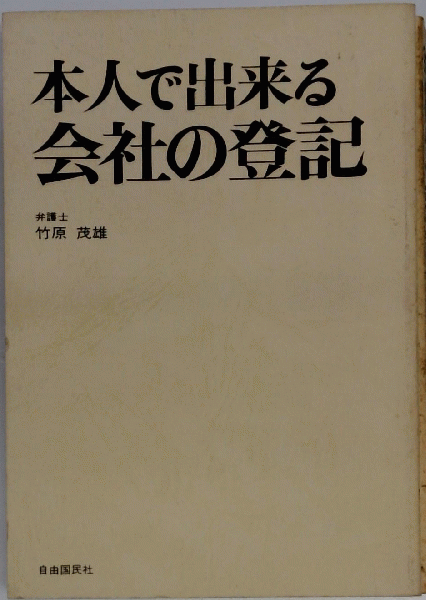 本人で出来る
会社の登記
弁護士
竹原 茂雄
自由国民社